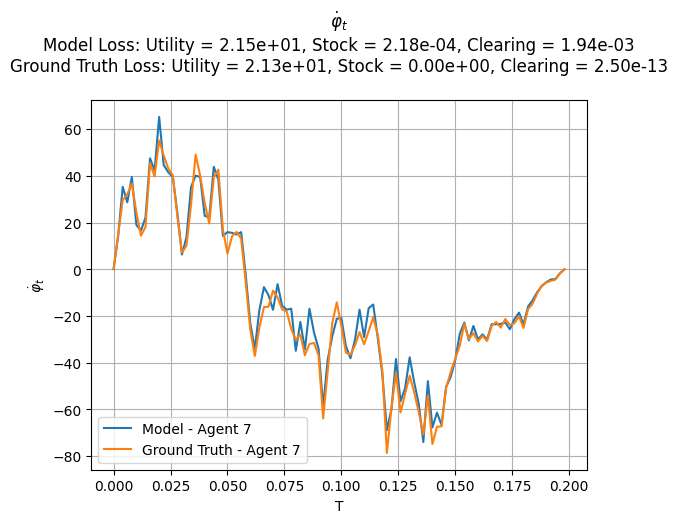 φ̇ₜ
Model Loss: Utility = 2.15e+01, Stock = 2.18e-04, Clearing = 1.94e-03
Ground Truth Loss: Utility = 2.13e+01, Stock = 0.00e+00, Clearing = 2.50e-13
φ̇ₜ
60
40
20
0
−20
−40
−60
−80
Model - Agent 7
Ground Truth - Agent 7
0.000 0.025 0.050 0.075 0.100 0.125 0.150 0.175 0.200
T